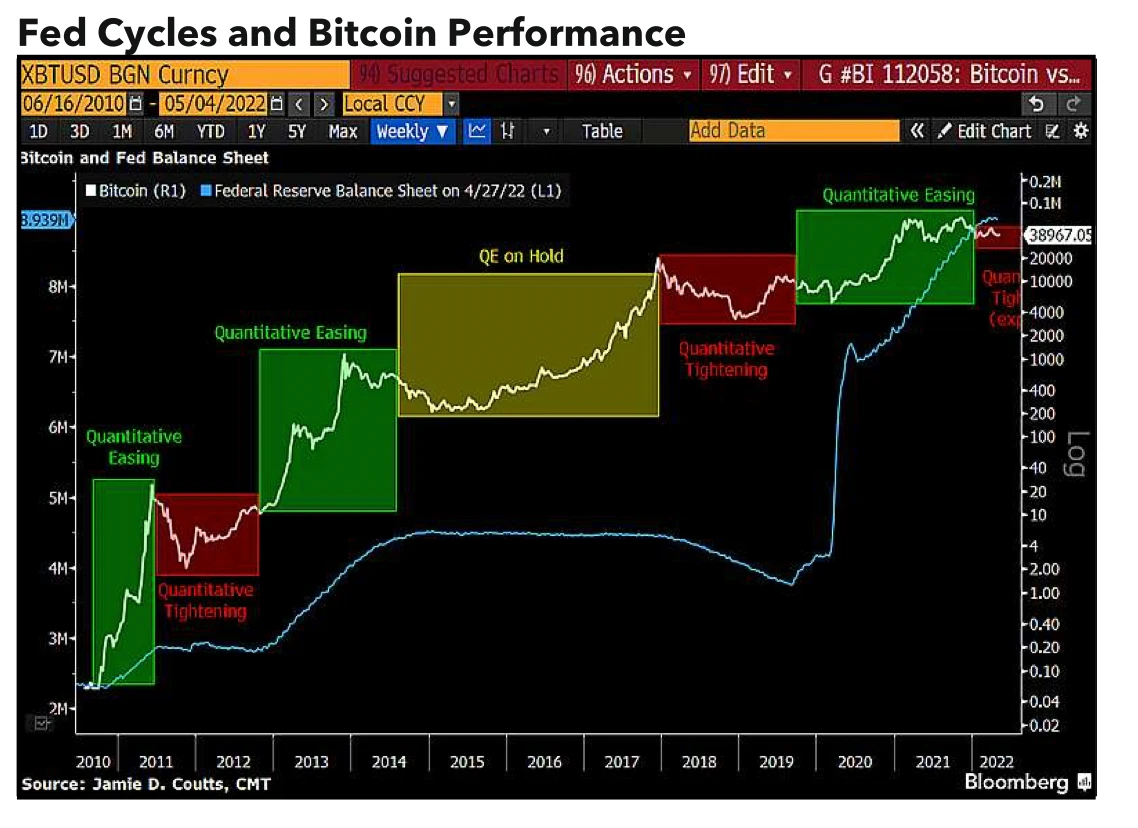 Fed Cycles and Bitcoin Performance
XBTUSD BGN Curncy
94) Suggested Charts
96) Actions
97) Edit
G #BI 112058: Bitcoin vs...
06/16/2010 - 05/04/2022
Local CCY
1D 3D 1M 6M YTD 1Y 5Y Max Weekly ▼
Table
Add Data
Edit Chart
Bitcoin and Fed Balance Sheet
Bitcoin (R1)
Federal Reserve Balance Sheet on 4/27/22 (L1)
Quantitative Easing
QE on Hold
Quantitative Easing
Quantitative
Easing
Quantitative
Tightening
Quantitative
Tightening
Quan
Tigh
(exp
8.939M
8M
7M
6M
5M
4M
3M
2M
0.2M
0.1M
38967.05
20000
10000
4000
2000
1000
400
200
100
40
20
10
4
2.00
1.00
0.40
0.20
0.10
0.04
0.02
Log
2010 2011 2012 2013 2014 2015 2016 2017 2018 2019 2020 2021 2022
Source: Jamie D. Coutts, CMT
Bloomberg